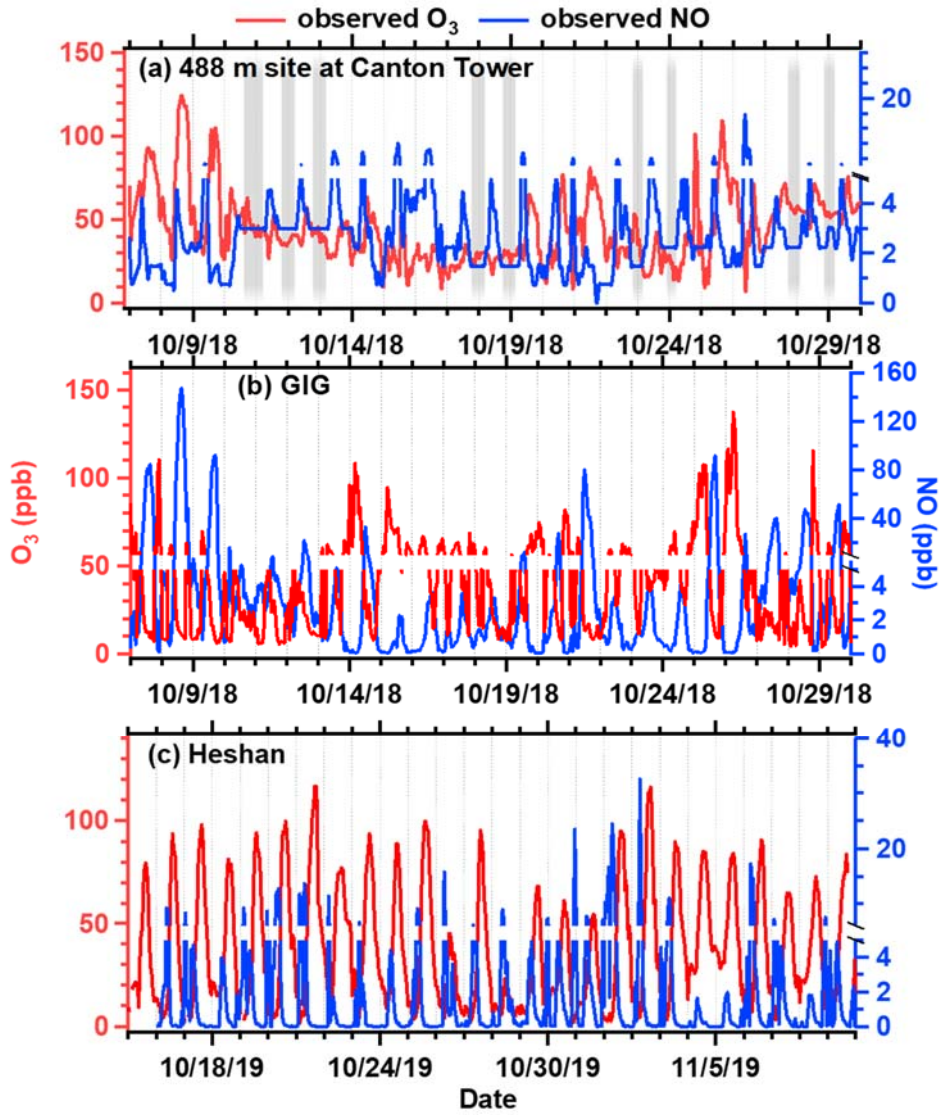 observed O3 observed NO
(a) 488 m site at Canton Tower
150
100
50
0
20
4
2
0
10/9/18 10/14/18 10/19/18 10/24/18 10/29/18
(b) GIG
150
100
50
0
160
120
80
40
4
2
0
O3 (ppb)
NO (ppb)
10/9/18 10/14/18 10/19/18 10/24/18 10/29/18
(c) Heshan
100
50
0
40
20
4
2
0
10/18/19 10/24/19 10/30/19 11/5/19
Date